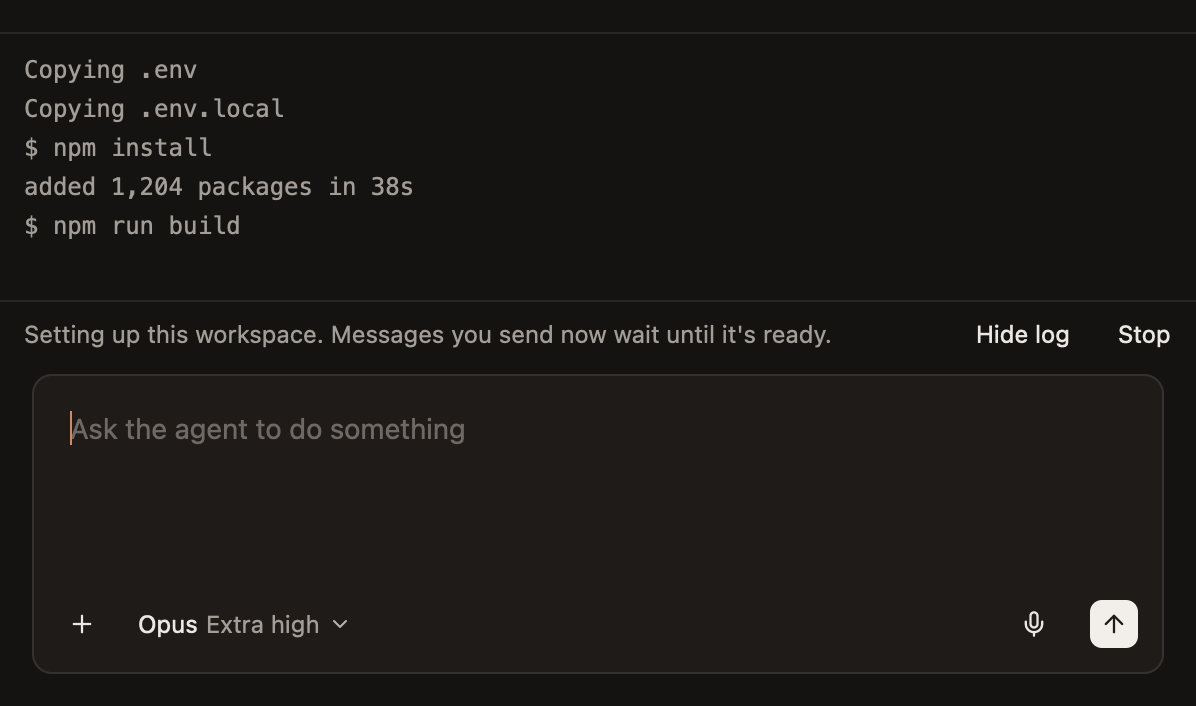 Copying .env
Copying .env.local
$ npm install
added 1,204 packages in 38s
$ npm run build
Setting up this workspace. Messages you send now wait until it's ready. Hide log Stop
Ask the agent to do something
Opus Extra high